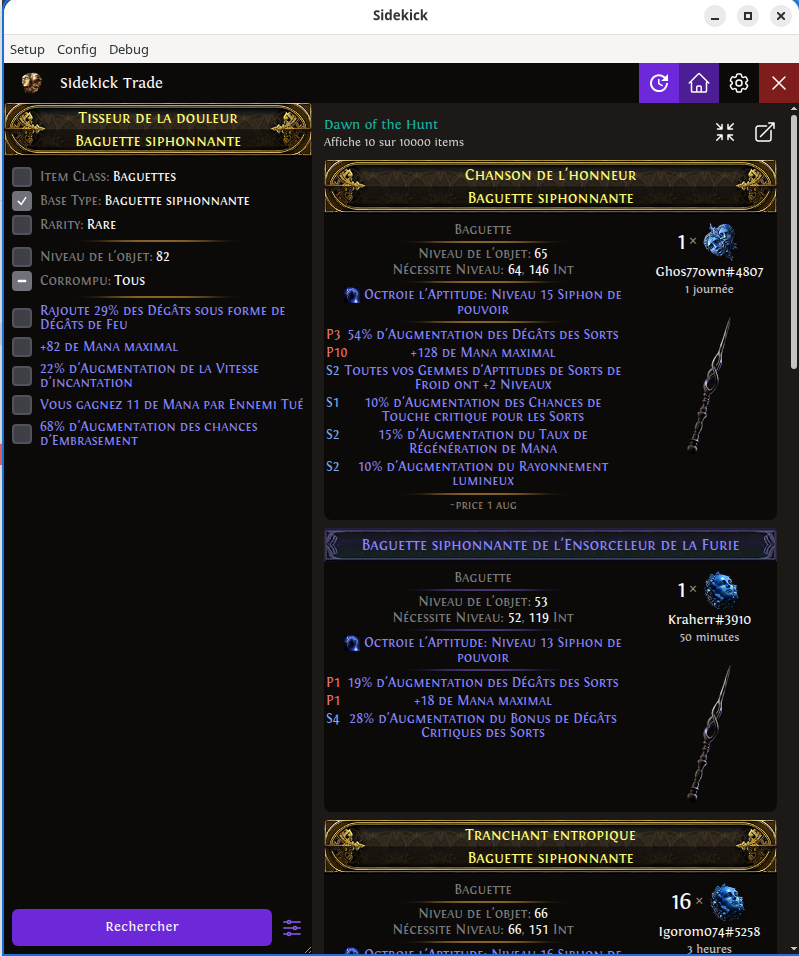 Sidekick
Setup Config Debug
Sidekick Trade
Tisseur de la douleur
Baguette siphonnante
Item Class: Baguettes
Base Type: Baguette siphonnante
Rarity: Rare
Niveau de l'objet: 82
Corrompu: Tous
Rajoute 29% des Dégâts sous forme de
Dégâts de Feu
+82 de Mana maximal
22% d'Augmentation de la Vitesse
d'incantation
Vous gagnez 11 de Mana par Ennemi Tué
68% d'Augmentation des chances
d'Embrasement
Rechercher
Dawn of the Hunt
Affiche 10 sur 10000 items
Chanson de l'honneur
Baguette siphonnante
Baguette
Niveau de l'objet: 65
Nécessite Niveau: 64, 146 Int
Octroie l'Aptitude: Niveau 15 Siphon de
pouvoir
P3 54% d'Augmentation des Dégâts des Sorts
P10 +128 de Mana maximal
S2 Toutes vos Gemmes d'Aptitudes de Sorts de
Froid ont +2 Niveaux
S1 10% d'Augmentation des Chances de
Touche critique pour les Sorts
S2 15% d'Augmentation du Taux de
Régénération de Mana
S2 10% d'Augmentation du Rayonnement
lumineux
-price 1 aug
1 ×
Ghos77own#4807
1 journée
Baguette siphonnante de l'Ensorceleur de la Furie
Baguette
Niveau de l'objet: 53
Nécessite Niveau: 52, 119 Int
Octroie l'Aptitude: Niveau 13 Siphon de
pouvoir
P1 19% d'Augmentation des Dégâts des Sorts
P1 +18 de Mana maximal
S4 28% d'Augmentation du Bonus de Dégâts
Critiques des Sorts
1 ×
Kraherr#3910
50 minutes
Tranchant entropique
Baguette siphonnante
Baguette
Niveau de l'objet: 66
Nécessite Niveau: 66, 151 Int
Octroie l'Aptitude: Niveau 16 Siphon de
16 ×
Igorom074#5258
3 heures